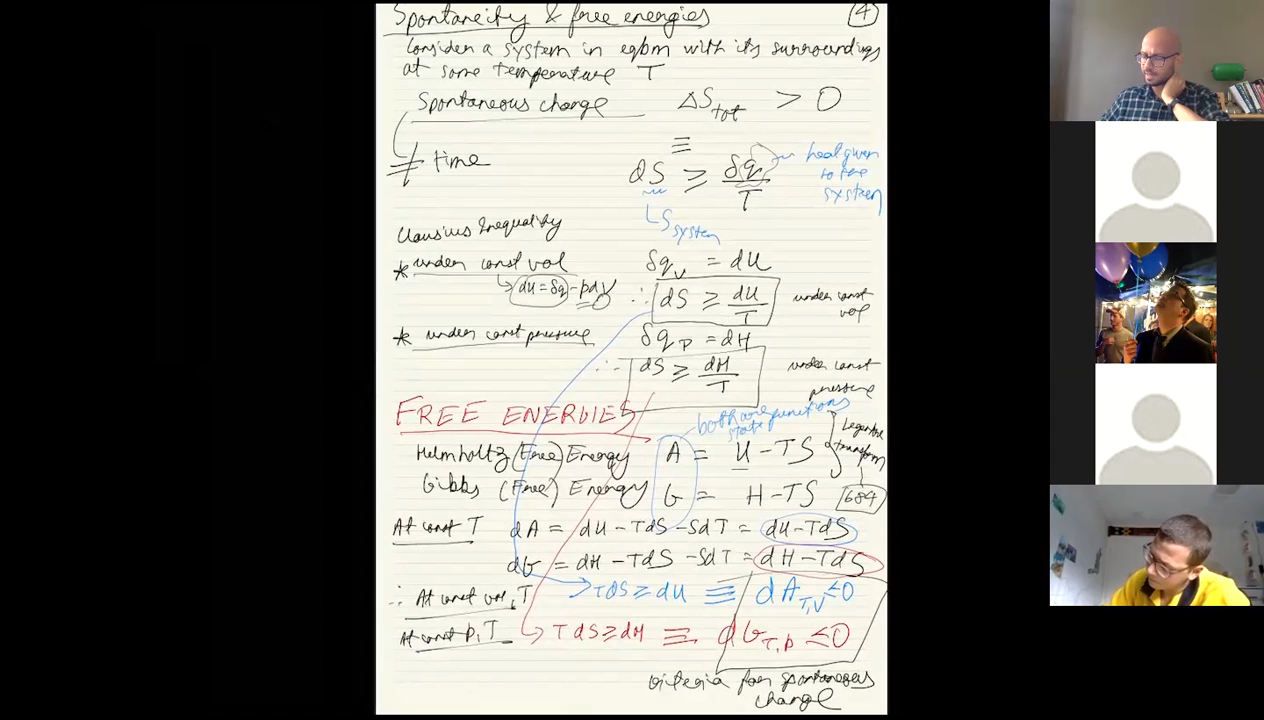 Spontaneity & free energies (4)
Consider a system in eqbm with its surroundings
at some temperature T
Spontaneous change ΔS_tot > 0
≠ time ≡
dS ≥ δq/T heat given to the system
S_system
Clausius Inequality
* under const vol δq_V = dU
dU = δq - pdV = 0 ∴ dS ≥ dU/T under const vol
* under const pressure δq_P = dH
∴ dS ≥ dH/T under const pressure
FREE ENERGIES both are functions state
Helmholtz (Free) Energy A = U - TS Legendre transform
Gibbs (Free) Energy G = H - TS 684
At const T dA = dU - TdS - SdT = dU - TdS
dG = dH - TdS - SdT = dH - TdS
∴ At const vol, T → TdS ≥ dU ≡ dA_T,V ≤ 0
At const p, T → TdS ≥ dH ≡ dG_T,p ≤ 0
criteria for spontaneous
change